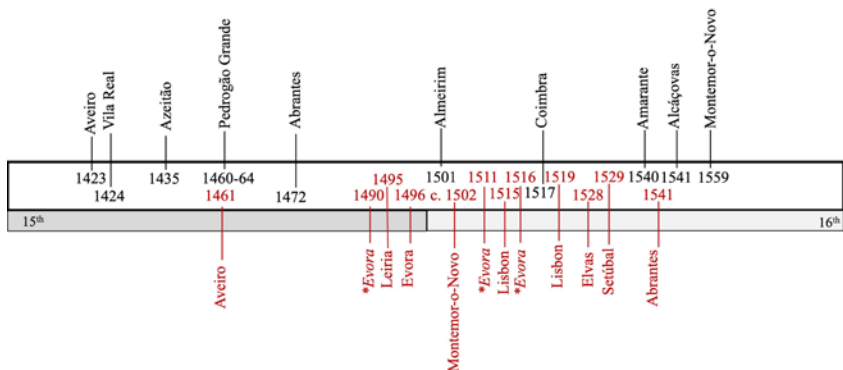 Aveiro
Vila Real
Azeitão
Pedrogão Grande
Abrantes
Almeirim
Coimbra
Amarante
Alcáçovas
Montemor-o-Novo
1423 1435 1460-64 1495 1501 1511 1516 1519 1529 1540 1541 1559
1424 1461 1472 1490 1496 c. 1502 1515 1517 1528 1541
15th 16th
Aveiro
*Evora
Leiria
Evora
Montemor-o-Novo
*Evora
Lisbon
*Evora
Lisbon
Elvas
Setúbal
Abrantes